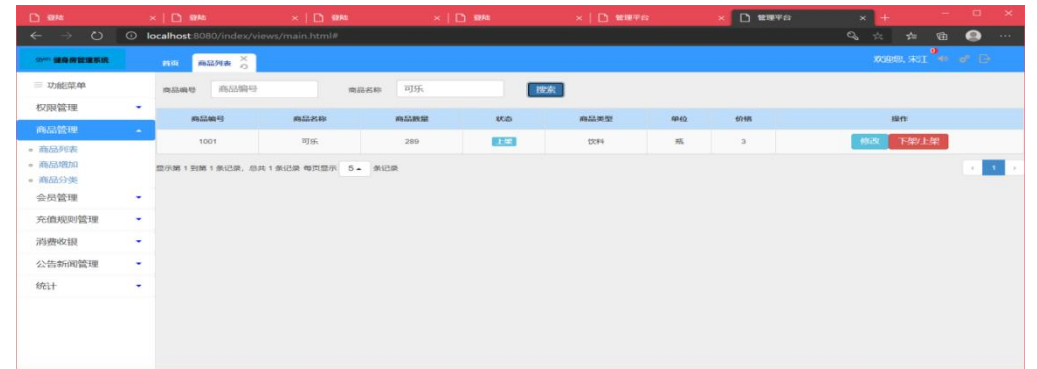 登陆 登陆 登陆 登陆 管理平台 管理平台
localhost:8080/index/views/main.html#
健身房管理系统 首页 商品列表 欢迎您, 宋江 0
功能菜单
商品编号 商品编号 商品名称 可乐 搜索
权限管理
商品编号 商品名称 商品数量 状态 商品类型 单位 价格 操作
商品管理
1001 可乐 289 上架 饮料 瓶 3 修改 下架/上架
商品列表
商品增加
显示第 1 到第 1 条记录, 总共 1 条记录 每页显示 5 条记录 ‹ 1 ›
商品分类
会员管理
充值规则管理
消费收银
公告新闻管理
统计